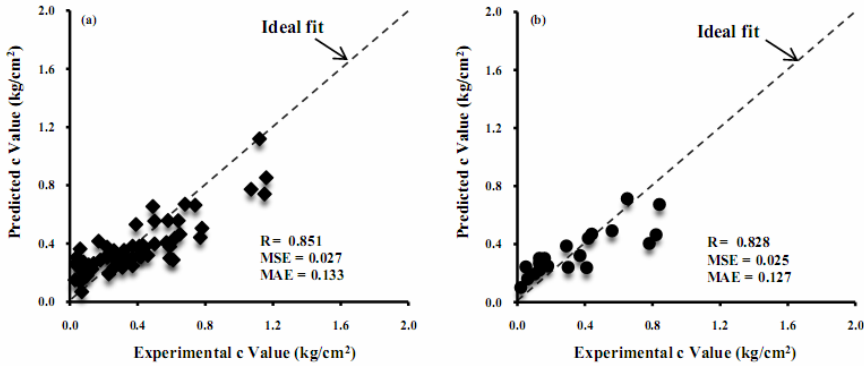 (a)
Ideal fit
Predicted c Value (kg/cm²)
2.0
1.6
1.2
0.8
0.4
0.0
R= 0.851
MSE = 0.027
MAE = 0.133
0.0 0.4 0.8 1.2 1.6 2.0
Experimental c Value (kg/cm²)
(b)
Ideal fit
Predicted c Value (kg/cm²)
2.0
1.6
1.2
0.8
0.4
0.0
R = 0.828
MSE = 0.025
MAE = 0.127
0.0 0.4 0.8 1.2 1.6 2.0
Experimental c Value (kg/cm²)